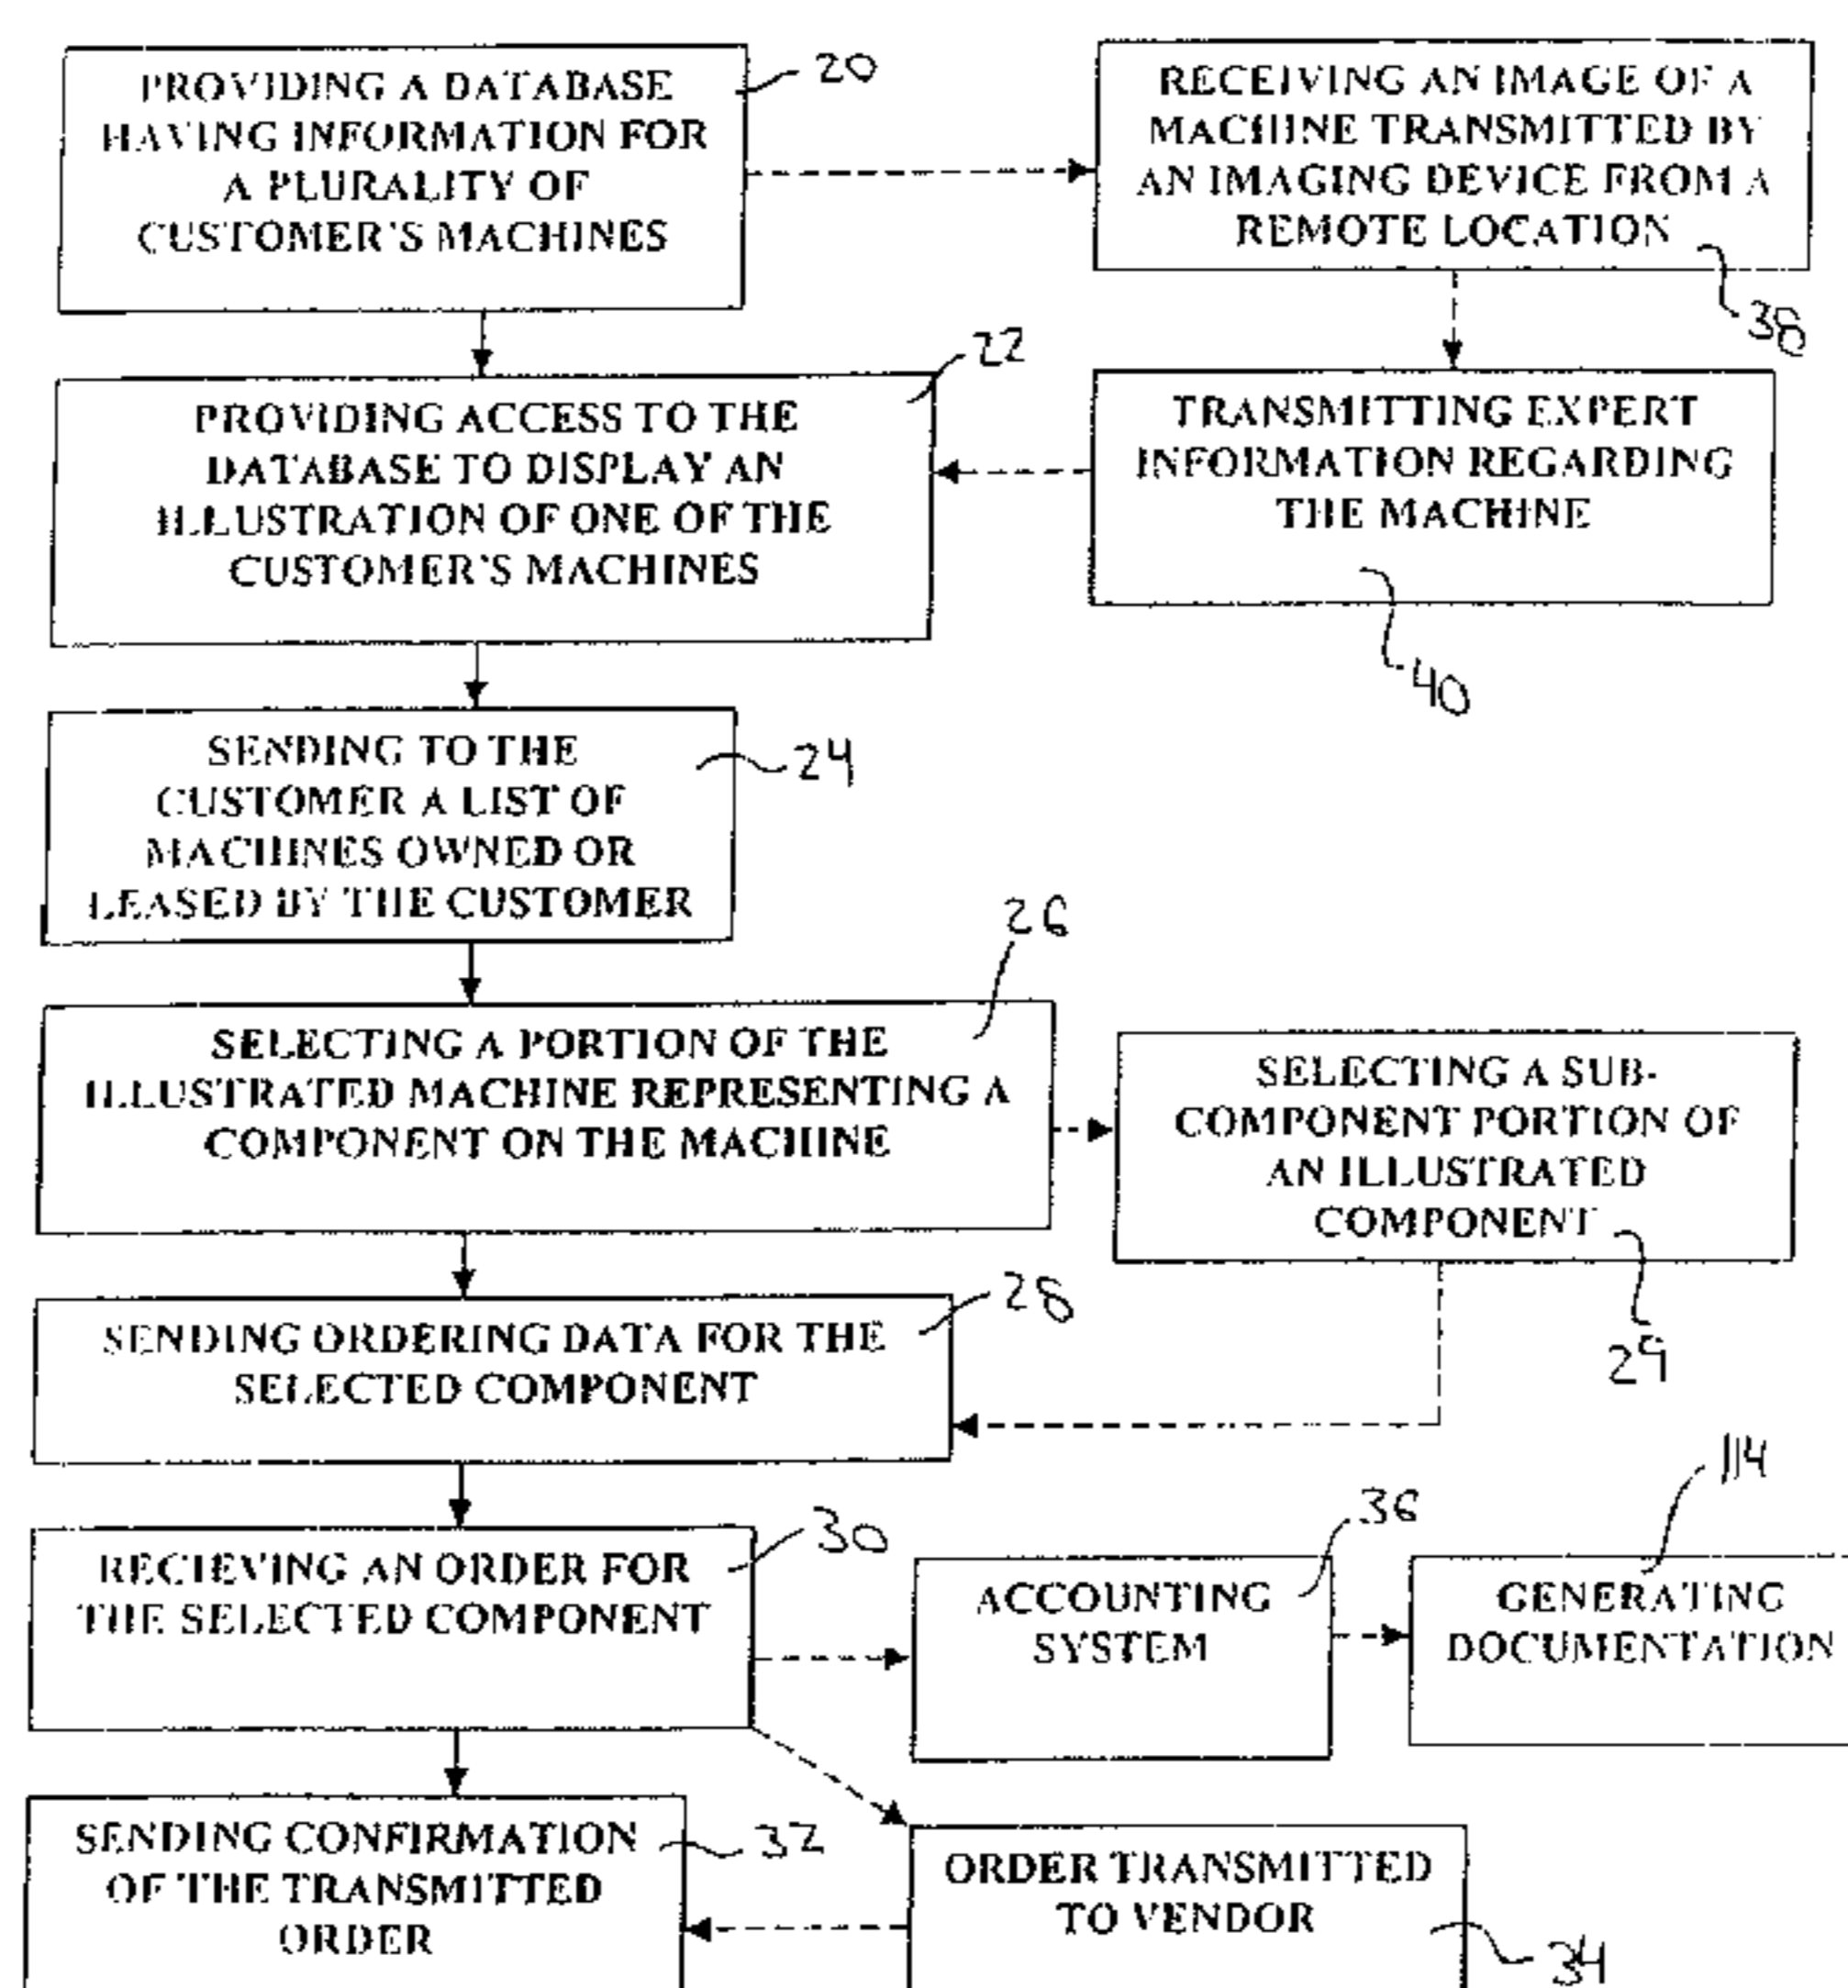 PROVIDING A DATABASE
HAVING INFORMATION FOR
A PLURALITY OF
CUSTOMER'S MACHINES
20
RECEIVING AN IMAGE OF A
MACHINE TRANSMITTED BY
AN IMAGING DEVICE FROM A
REMOTE LOCATION
38
PROVIDING ACCESS TO THE
DATABASE TO DISPLAY AN
ILLUSTRATION OF ONE OF THE
CUSTOMER'S MACHINES
22
TRANSMITTING EXPERT
INFORMATION REGARDING
THE MACHINE
40
SENDING TO THE
CUSTOMER A LIST OF
MACHINES OWNED OR
LEASED BY THE CUSTOMER
24
SELECTING A PORTION OF THE
ILLUSTRATED MACHINE REPRESENTING A
COMPONENT ON THE MACHINE
26
SELECTING A SUB-
COMPONENT PORTION OF
AN ILLUSTRATED
COMPONENT
29
SENDING ORDERING DATA FOR THE
SELECTED COMPONENT
28
RECIEVING AN ORDER FOR
THE SELECTED COMPONENT
30
ACCOUNTING
SYSTEM
36
GENERATING
DOCUMENTATION
114
SENDING CONFIRMATION
OF THE TRANSMITTED
ORDER
32
ORDER TRANSMITTED
TO VENDOR
34